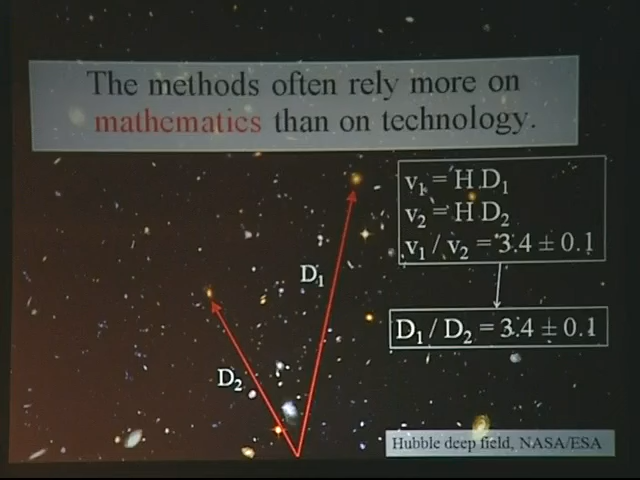 The methods often rely more on
mathematics than on technology.
v₁ = H D₁
v₂ = H D₂
v₁ / v₂ = 3.4 ± 0.1
D₁
D₁ / D₂ = 3.4 ± 0.1
D₂
Hubble deep field, NASA/ESA